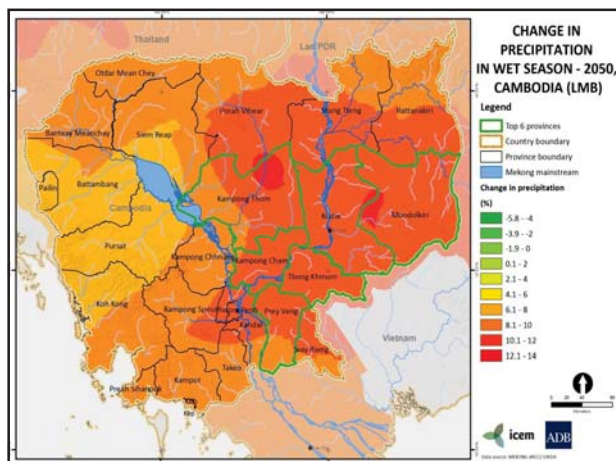 CHANGE IN
PRECIPITATION
IN WET SEASON - 2050,
CAMBODIA (LMB)
Legend
Top 6 provinces
Country boundary
Province boundary
Mekong mainstream
Change in precipitation
(%)
-5.8 - -4
-3.9 - -2
-1.9 - 0
0.1 - 2
2.1 - 4
4.1 - 6
6.1 - 8
8.1 - 10
10.1 - 12
12.1 - 14
Thailand
Lao PDR
Otdar Mean Chey
Preah Vihear
Stung Treng
Rattanakiri
Banteay Meanchey
Siem Reap
Pailin
Battambang
Cambodia
Kampong Thom
Kratie
Mondolkiri
Pursat
Kampong Chhnang
Kampong Cham
Tbong Khmum
Koh Kong
Kampong Speu
Prey Veng
Kandal
Vietnam
Svay Rieng
Takeo
Preah Sihanouk
Kampot
Kep
icem
ADB